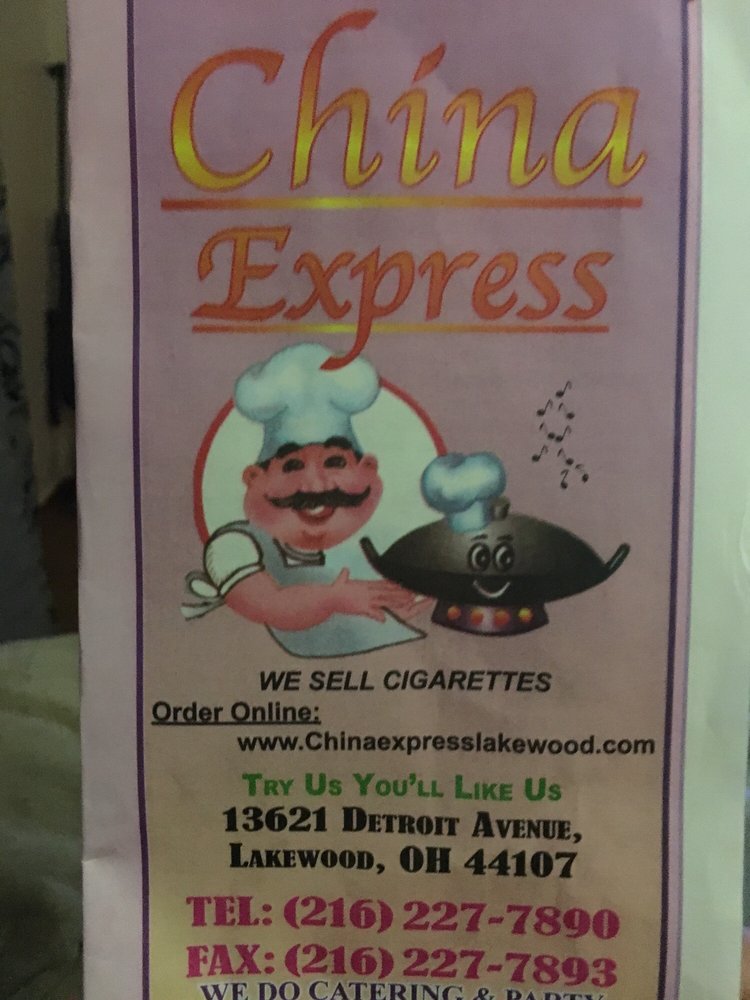 China
Express
WE SELL CIGARETTES
Order Online:
www.Chinaexpresslakewood.com
TRY US YOU'LL LIKE US
13621 DETROIT AVENUE,
LAKEWOOD, OH 44107
TEL: (216) 227-7890
FAX: (216) 227-7893
WE DO CATERING & PARTY